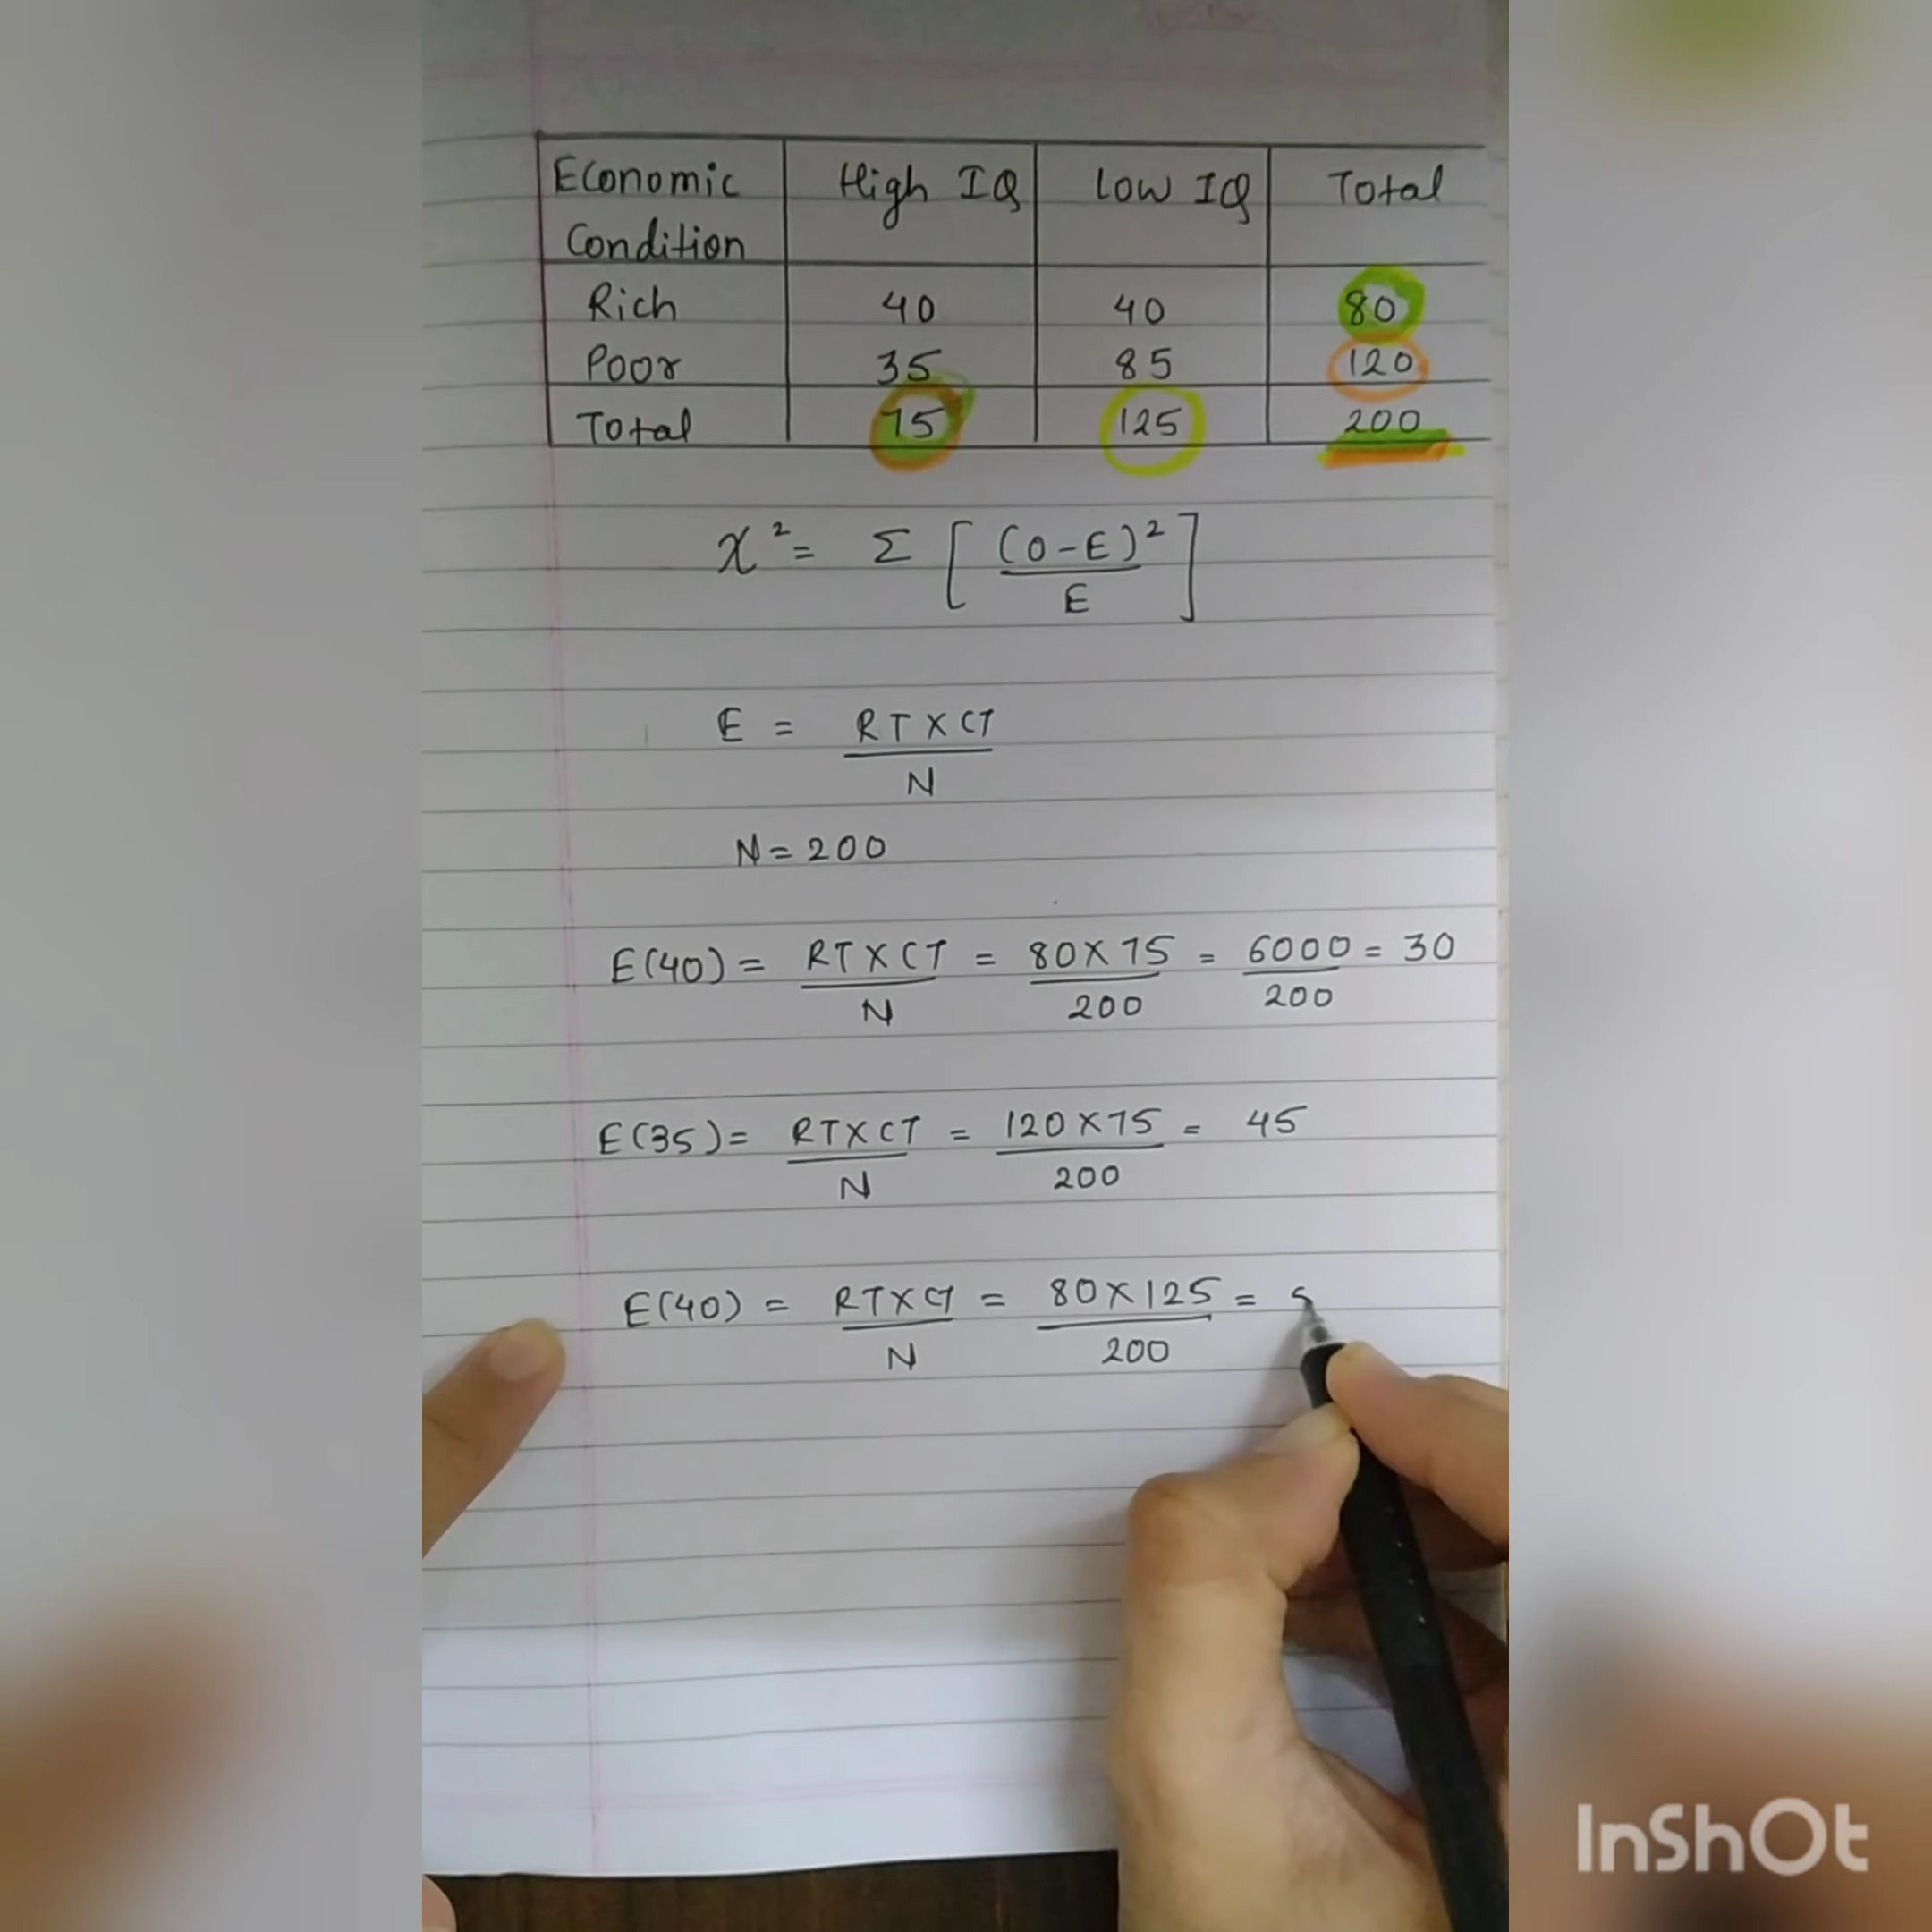 Economic Condition High IQ Low IQ Total
Rich 40 40 80
Poor 35 85 120
Total 75 125 200
χ² = Σ [ (O-E)² / E ]
E = RT X CT / N
N = 200
E(40) = RT X CT / N = 80 X 75 / 200 = 6000 / 200 = 30
E(35) = RT X CT / N = 120 X 75 / 200 = 45
E(40) = RT X CT / N = 80 X 125 / 200 =
InShOt